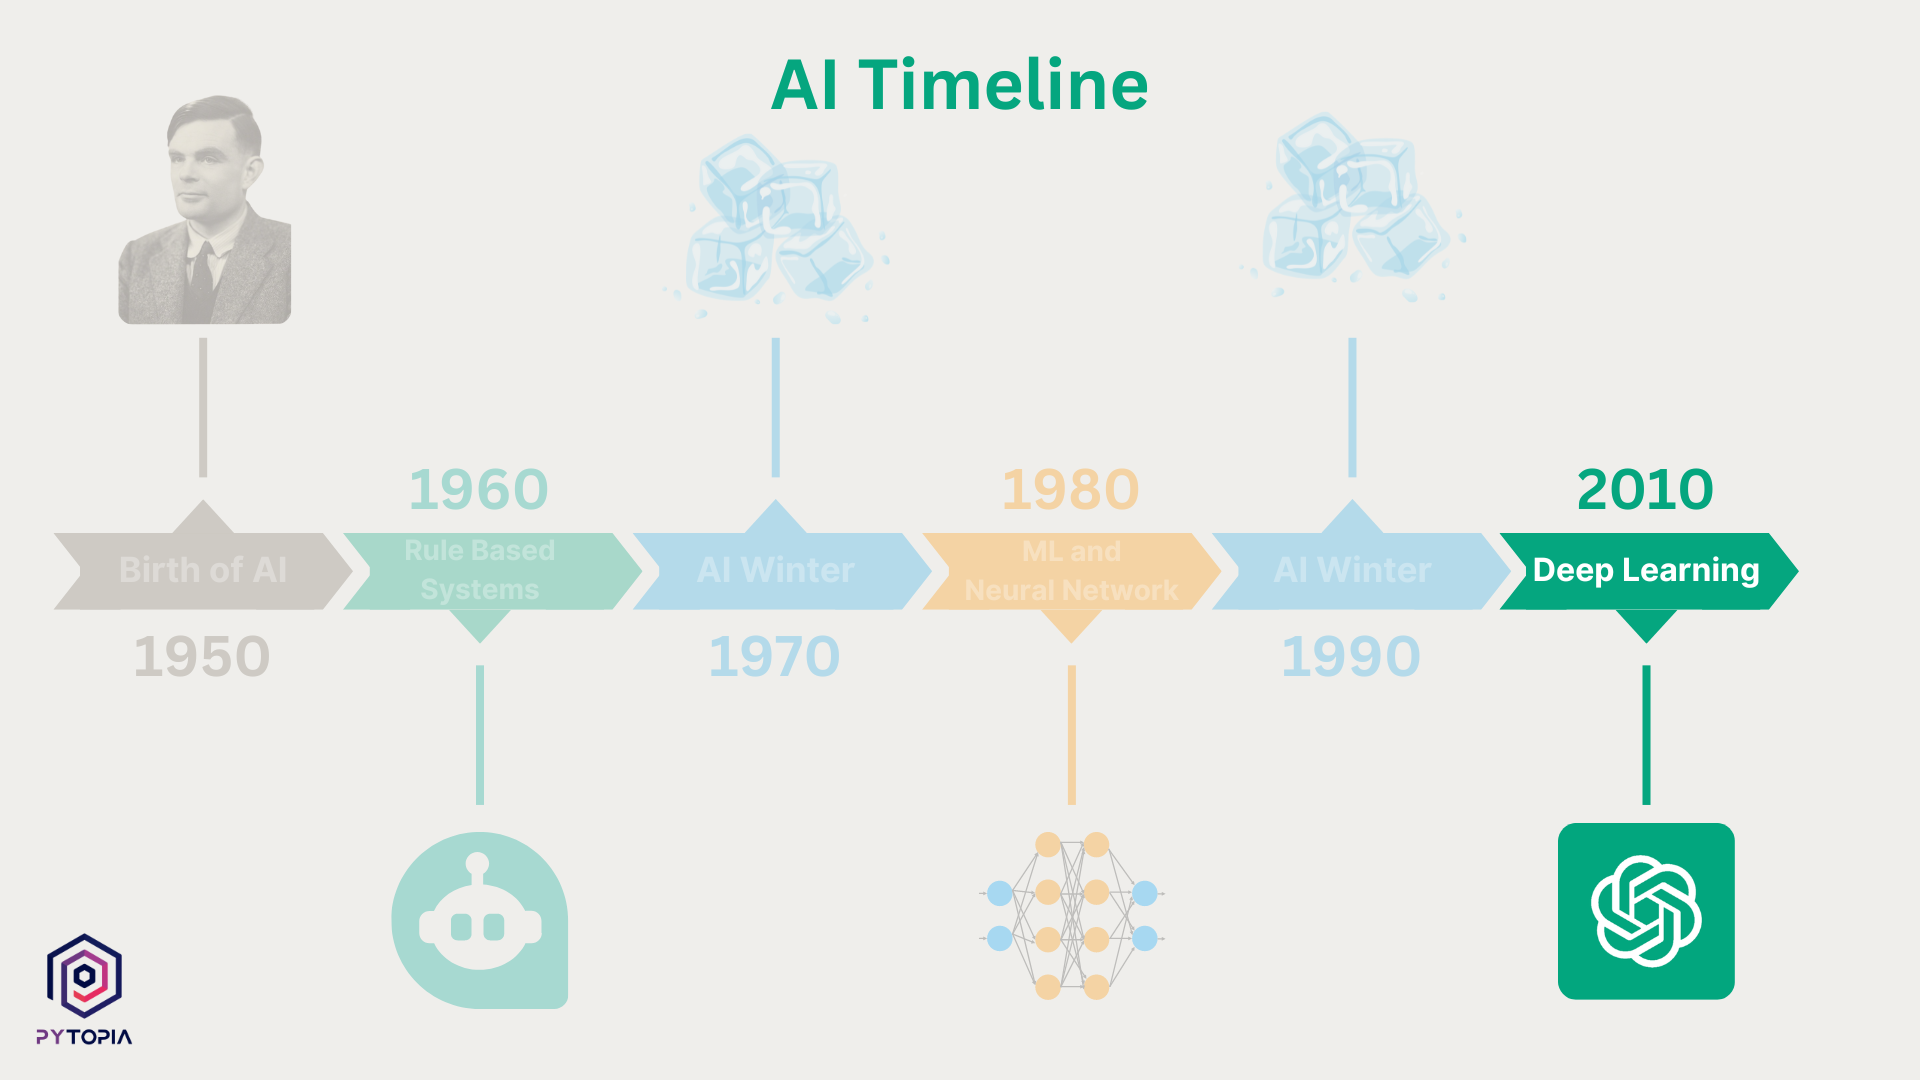 AI Timeline
1960
1980
2010
Birth of AI
Rule Based
Systems
AI Winter
ML and
Neural Network
AI Winter
Deep Learning
1950
1970
1990
PYTOPIA